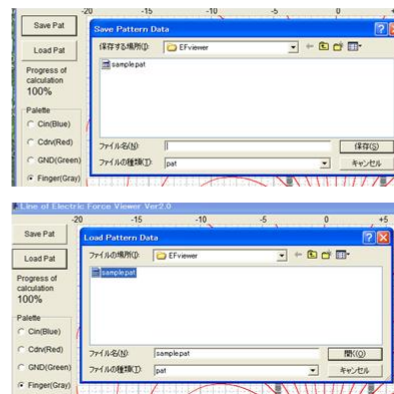 -20 -15 -10 -5 0 +5
Save Pat
Load Pat
Progress of
calculation
100%
Palette
Cin(Blue)
Cdrv(Red)
GND(Green)
Finger(Gray)
Save Pattern Data
保存する場所(I):
EFviewer
sample.pat
ファイル名(N):
保存(S)
ファイルの種類(T):
pat
キャンセル
Line of Electric Force Viewer Ver2.0
-20 -15 -10 -5 0 +5
Save Pat
Load Pat
Progress of
calculation
100%
Palette
Cin(Blue)
Cdrv(Red)
GND(Green)
Finger(Gray)
Load Pattern Data
ファイルの場所(I):
EFviewer
sample.pat
ファイル名(N):
sample.pat
開く(O)
ファイルの種類(T):
pat
キャンセル